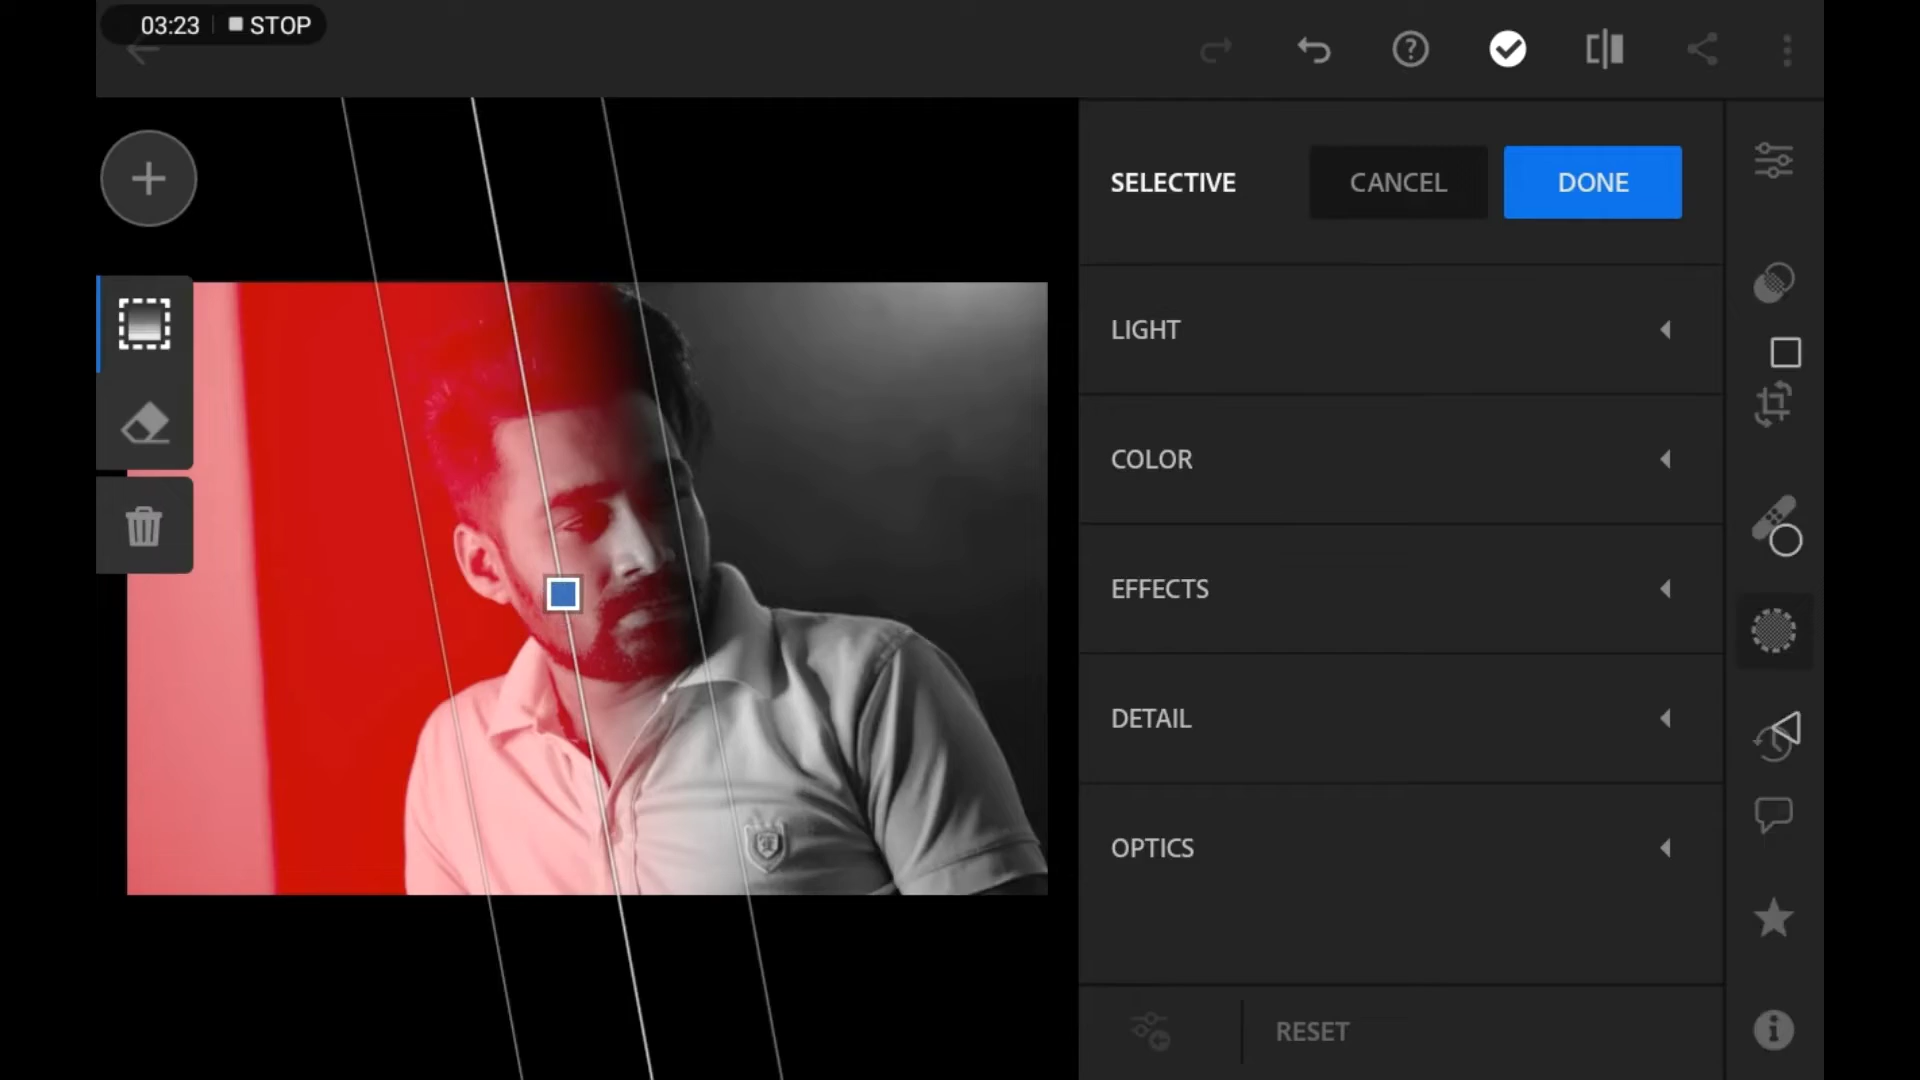 03:23 STOP
SELECTIVE
CANCEL
DONE
LIGHT
COLOR
EFFECTS
DETAIL
OPTICS
RESET